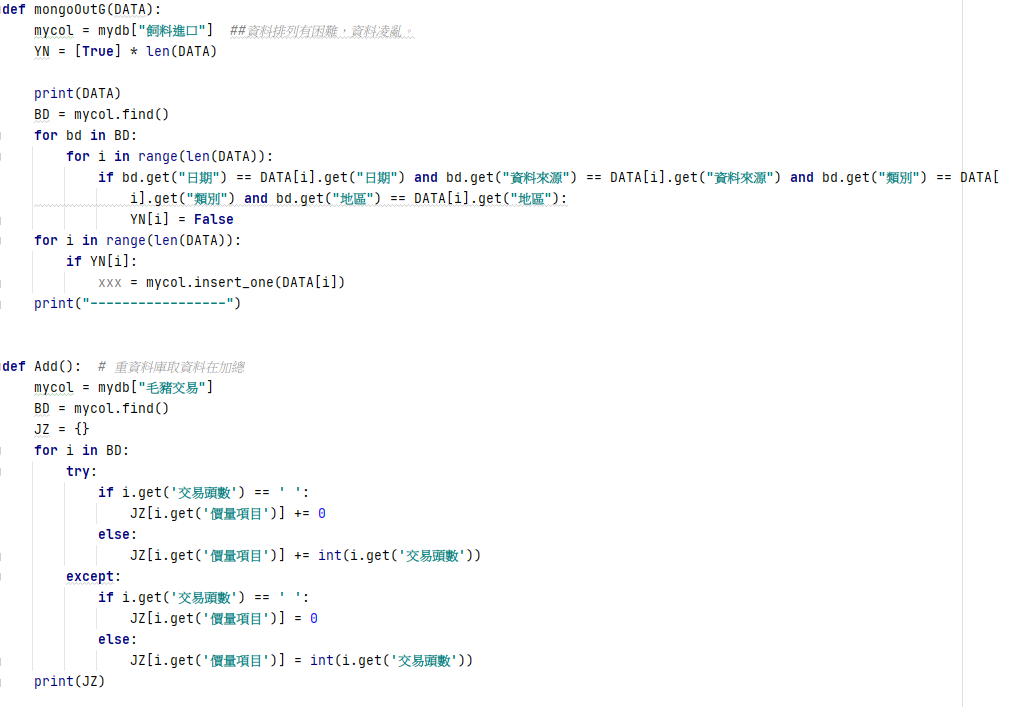 def mongoOutG(DATA):
    mycol = mydb["飼料進口"]  ##資料排列有困難，資料凌亂。
    YN = [True] * len(DATA)
    print(DATA)
    BD = mycol.find()
    for bd in BD:
        for i in range(len(DATA)):
            if bd.get("日期") == DATA[i].get("日期") and bd.get("資料來源") == DATA[i].get("資料來源") and bd.get("類別") == DATA[
                i].get("類別") and bd.get("地區") == DATA[i].get("地區"):
                YN[i] = False
    for i in range(len(DATA)):
        if YN[i]:
            xxx = mycol.insert_one(DATA[i])
    print("-----------------")
def Add():  # 重資料庫取資料在加總
    mycol = mydb["毛豬交易"]
    BD = mycol.find()
    JZ = {}
    for i in BD:
        try:
            if i.get('交易頭數') == ' ':
                JZ[i.get('價量項目')] += 0
            else:
                JZ[i.get('價量項目')] += int(i.get('交易頭數'))
        except:
            if i.get('交易頭數') == ' ':
                JZ[i.get('價量項目')] = 0
            else:
                JZ[i.get('價量項目')] = int(i.get('交易頭數'))
    print(JZ)